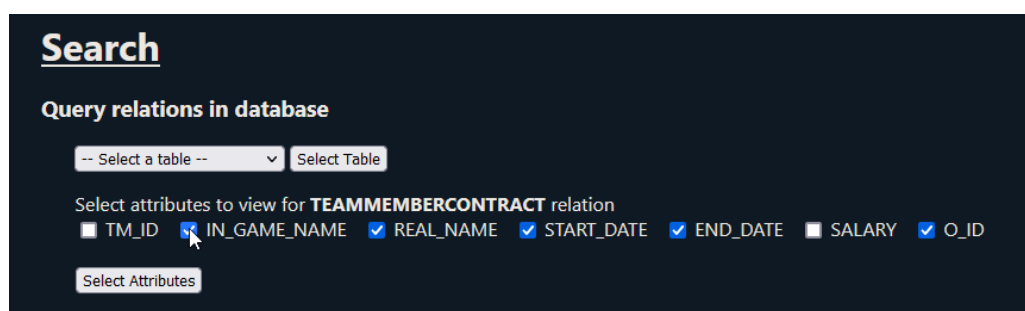 Search
Query relations in database
-- Select a table -- Select Table
Select attributes to view for TEAMMEMBERCONTRACT relation
TM_ID IN_GAME_NAME REAL_NAME START_DATE END_DATE SALARY O_ID
Select Attributes